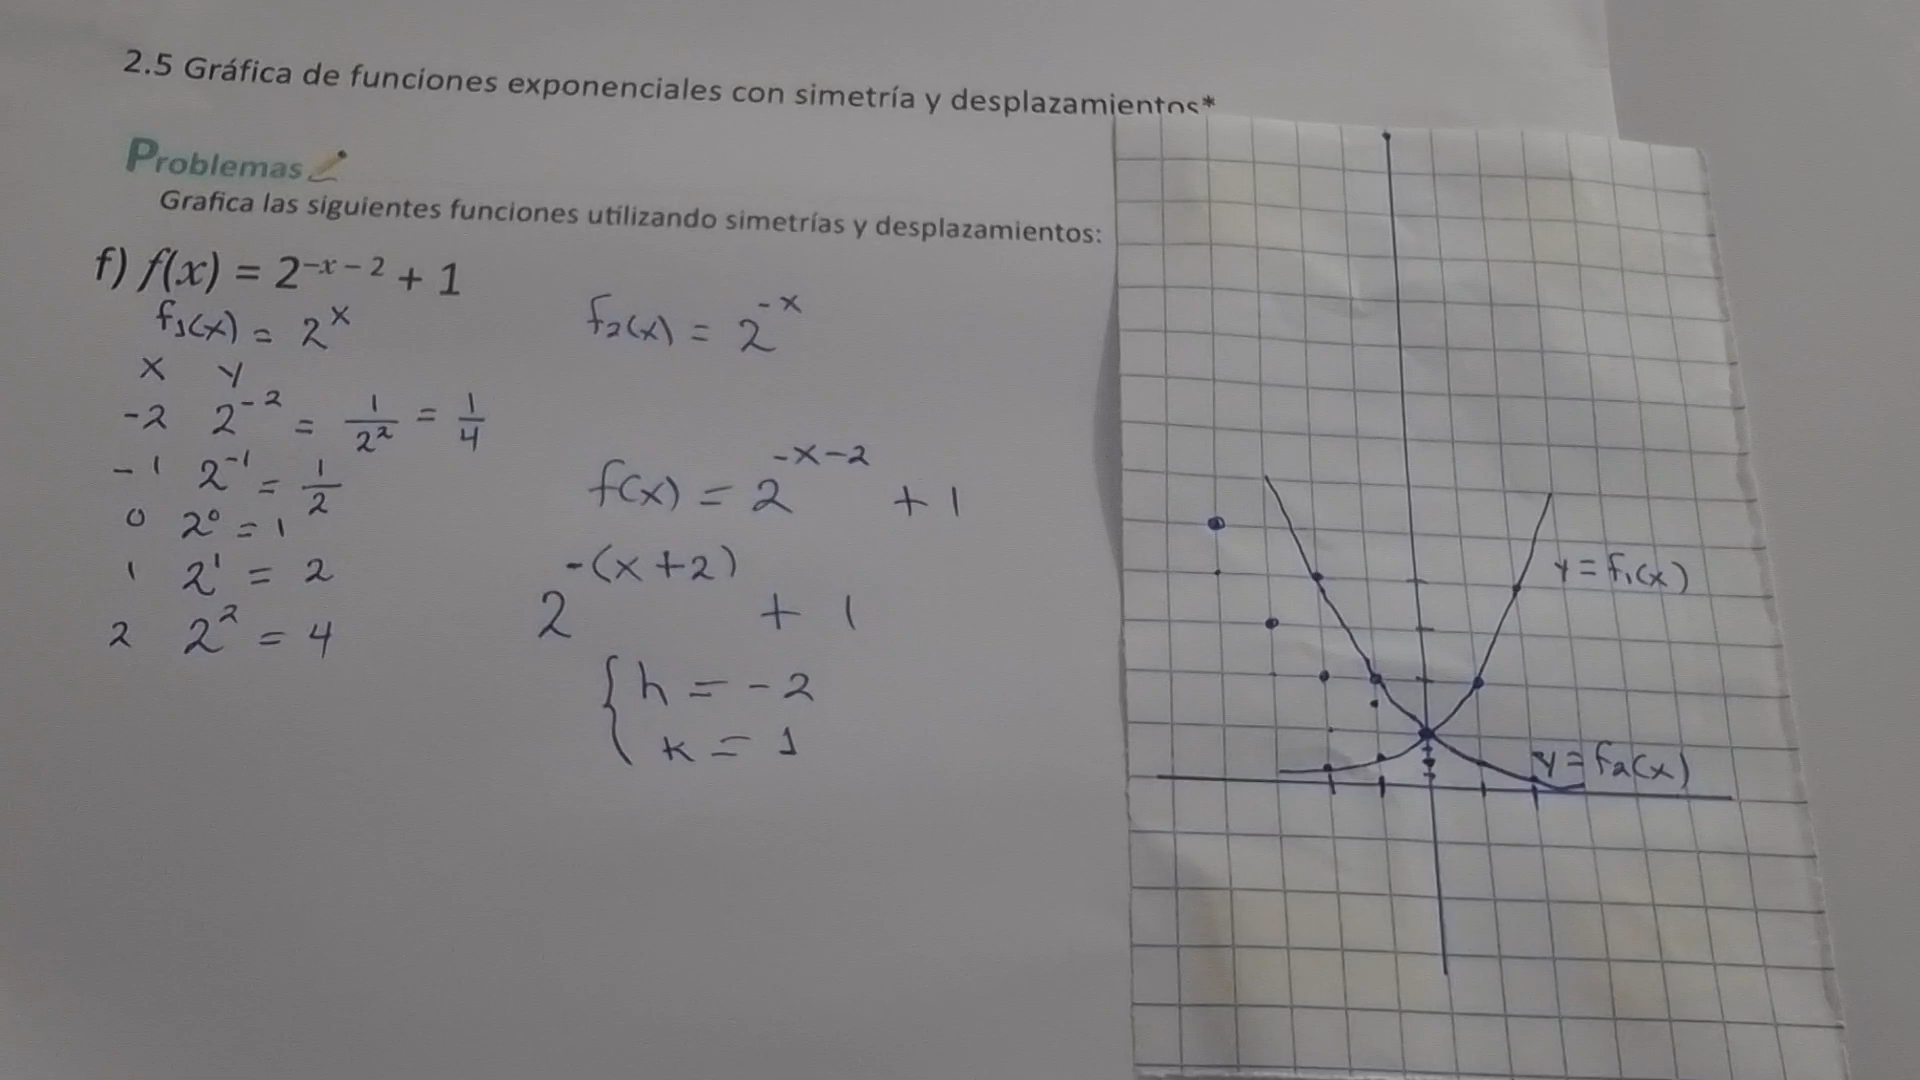 2.5 Gráfica de funciones exponenciales con simetría y desplazamientos*
Problemas
Grafica las siguientes funciones utilizando simetrías y desplazamientos:
f) f(x) = 2^{-x-2} + 1
f₁(x) = 2^x
x y
-2 2^{-2} = 1/2² = 1/4
-1 2^{-1} = 1/2
0 2⁰ = 1
1 2¹ = 2
2 2² = 4
f₂(x) = 2^{-x}
f(x) = 2^{-x-2} + 1
2^{-(x+2)} + 1
{ h = -2
k = 1
y = f₁(x)
y = f₂(x)